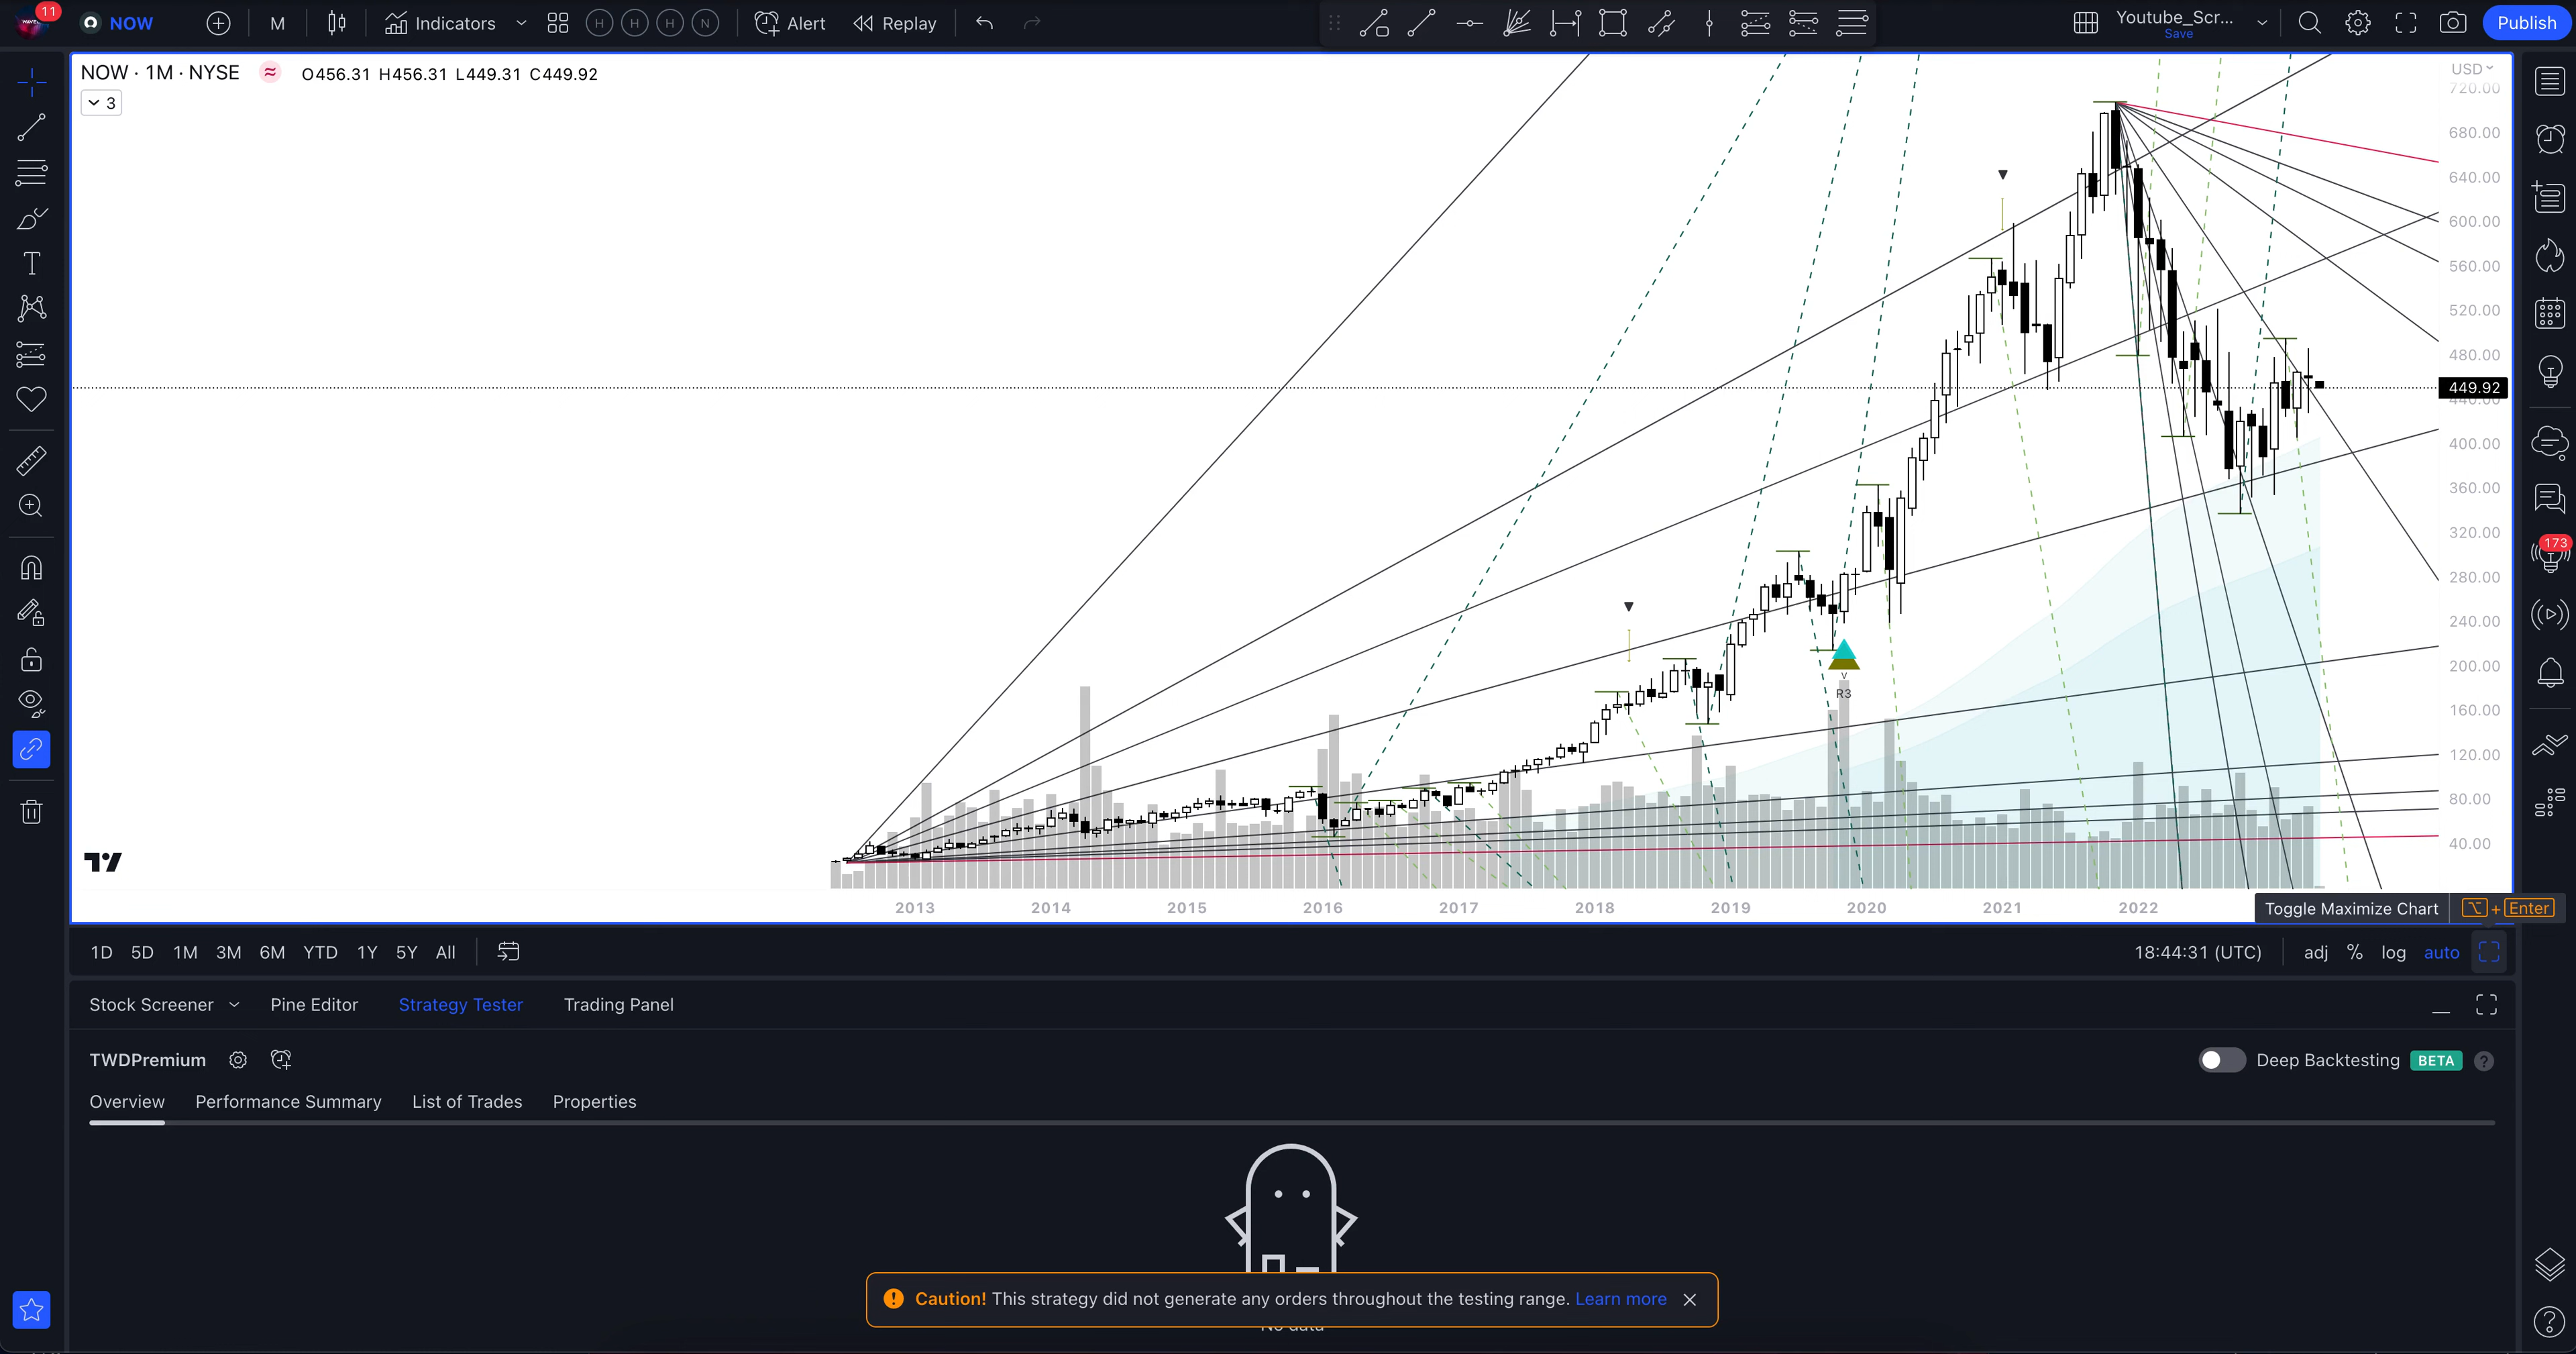 11 NOW M Indicators H H H N Alert Replay Youtube_Scr... Save Publish
NOW · 1M · NYSE O456.31 H456.31 L449.31 C449.92
3
USD
720.00
680.00
640.00
600.00
560.00
520.00
480.00
449.92
440.00
400.00
360.00
320.00
280.00
240.00
200.00
160.00
120.00
80.00
40.00
173
V
R3
2013 2014 2015 2016 2017 2018 2019 2020 2021 2022
Toggle Maximize Chart ⌥ + Enter
1D 5D 1M 3M 6M YTD 1Y 5Y All 18:44:31 (UTC) adj % log auto
Stock Screener Pine Editor Strategy Tester Trading Panel
TWDPremium Deep Backtesting BETA ?
Overview Performance Summary List of Trades Properties
Caution! This strategy did not generate any orders throughout the testing range. Learn more
No data